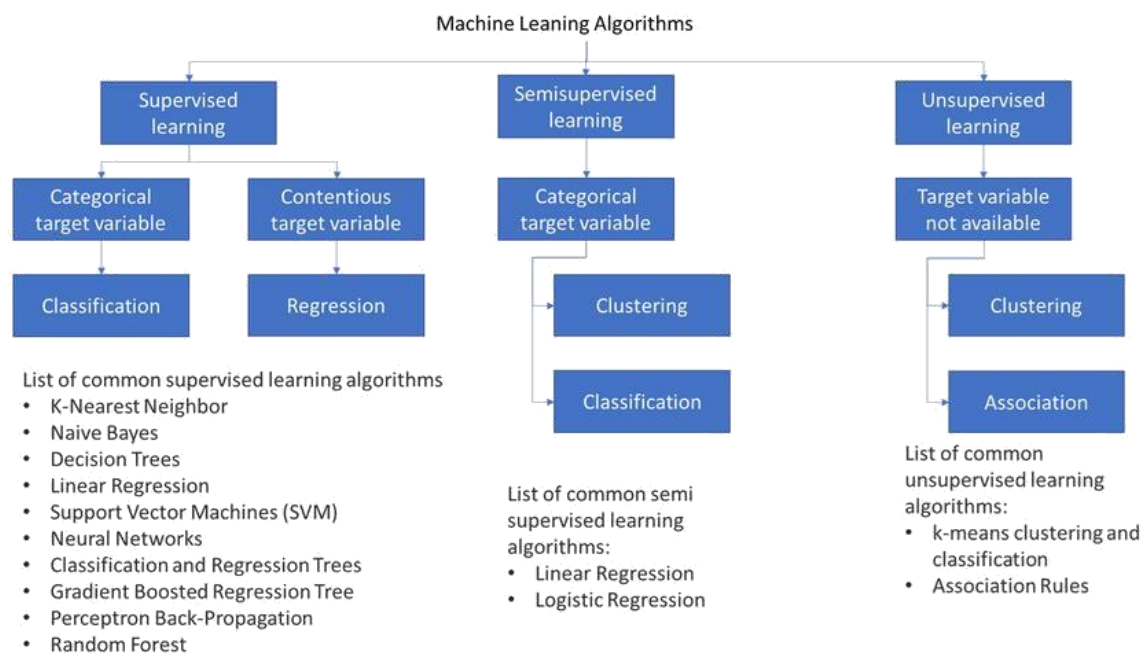 Machine Leaning Algorithms
Supervised
learning
Semisupervised
learning
Unsupervised
learning
Categorical
target variable
Contentious
target variable
Categorical
target variable
Target variable
not available
Classification
Regression
Clustering
Clustering
Classification
Association
List of common supervised learning algorithms
• K-Nearest Neighbor
• Naive Bayes
• Decision Trees
• Linear Regression
• Support Vector Machines (SVM)
• Neural Networks
• Classification and Regression Trees
• Gradient Boosted Regression Tree
• Perceptron Back-Propagation
• Random Forest
List of common semi
supervised learning
algorithms:
• Linear Regression
• Logistic Regression
List of common
unsupervised learning
algorithms:
• k-means clustering and
classification
• Association Rules